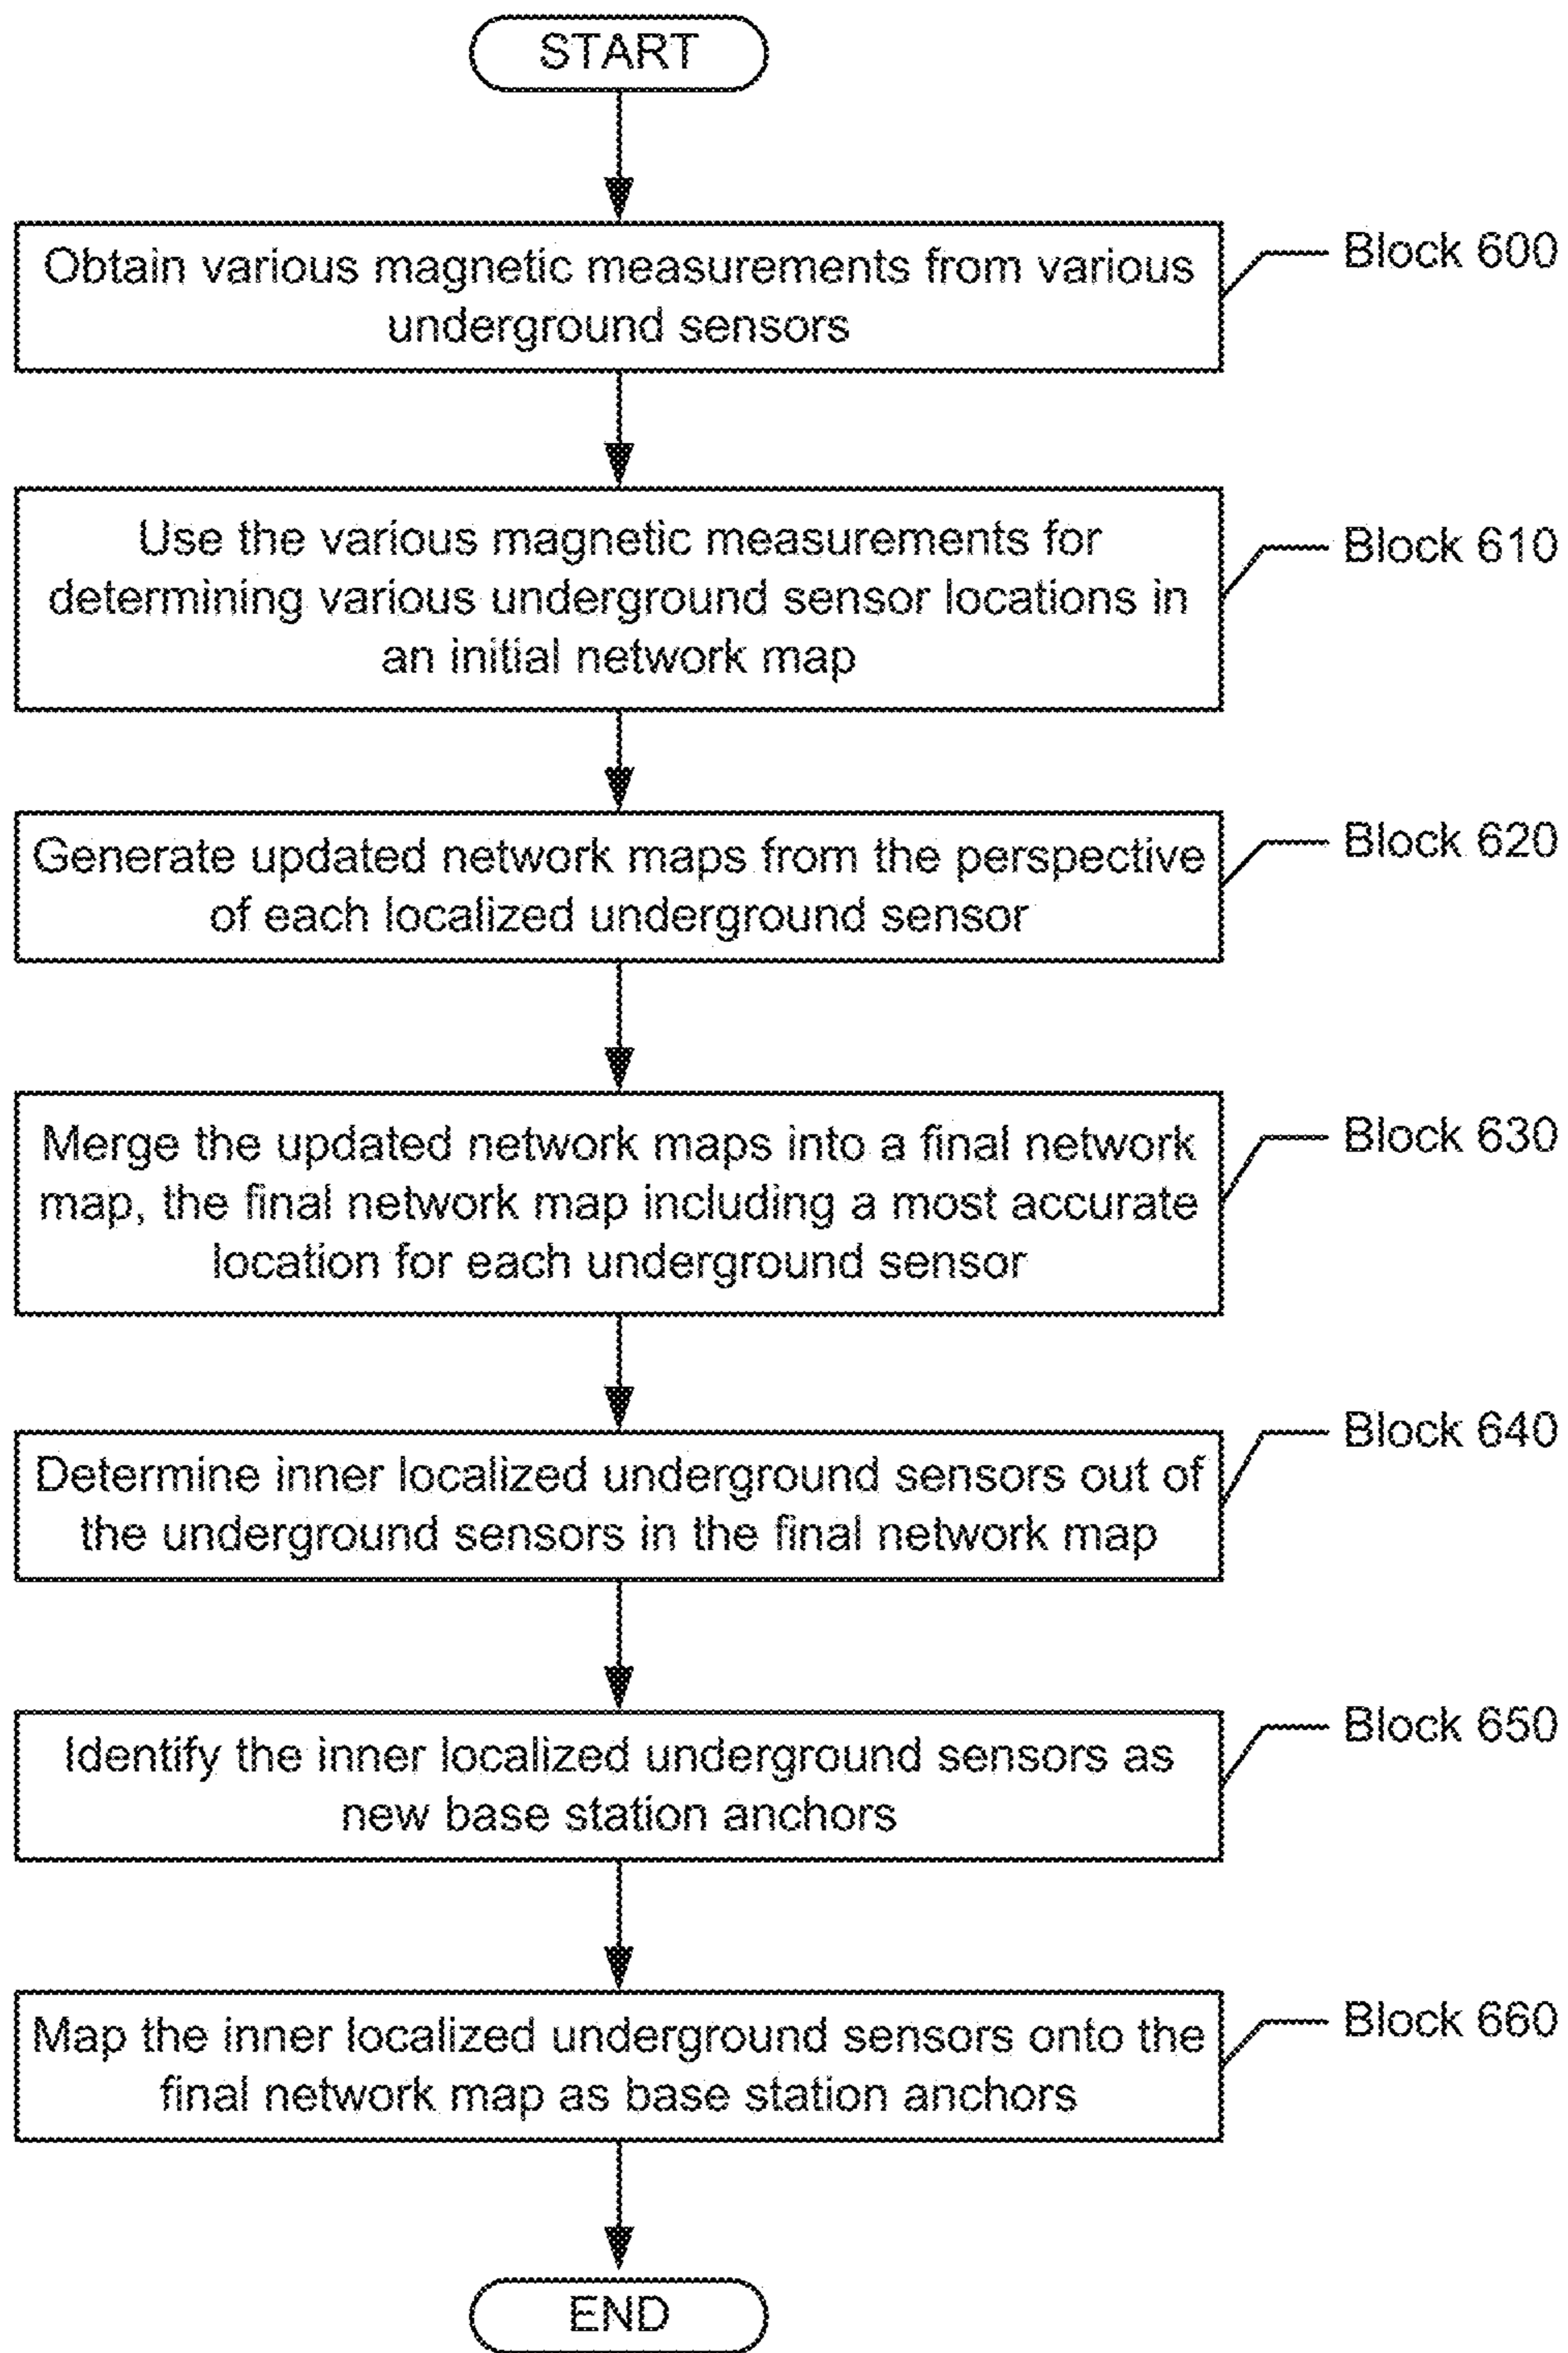 START
Obtain various magnetic measurements from various
underground sensors
Block 600
Use the various magnetic measurements for
determining various underground sensor locations in
an initial network map
Block 610
Generate updated network maps from the perspective
of each localized underground sensor
Block 620
Merge the updated network maps into a final network
map, the final network map including a most accurate
location for each underground sensor
Block 630
Determine inner localized underground sensors out of
the underground sensors in the final network map
Block 640
Identify the inner localized underground sensors as
new base station anchors
Block 650
Map the inner localized underground sensors onto the
final network map as base station anchors
Block 660
END